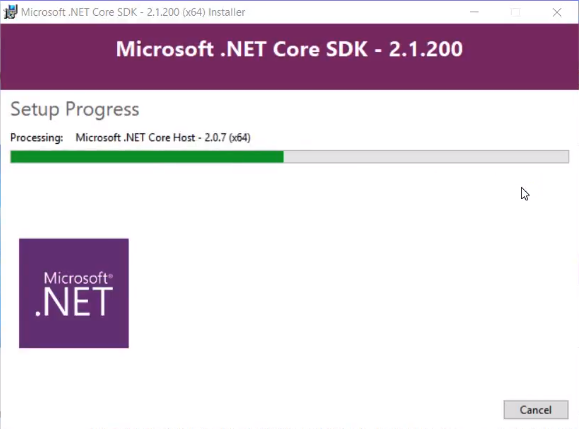 Microsoft .NET Core SDK - 2.1.200 (x64) Installer
Microsoft .NET Core SDK - 2.1.200
Setup Progress
Processing: Microsoft .NET Core Host - 2.0.7 (x64)
Microsoft®
.NET
Cancel